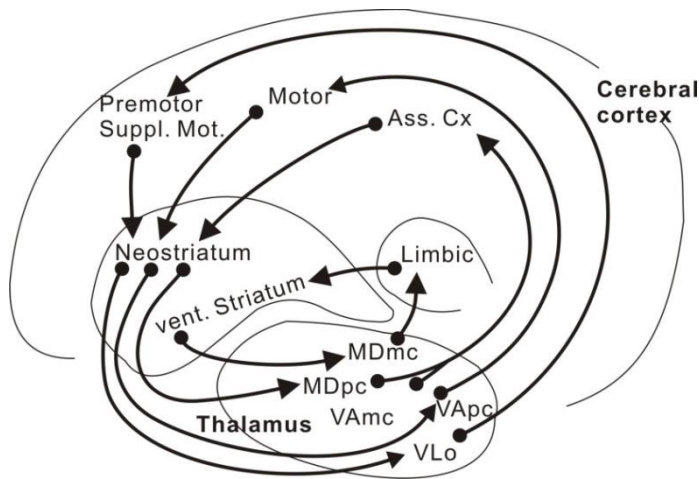 Premotor
Suppl. Mot.
Motor
Ass. Cx
Cerebral
cortex
Neostriatum
Limbic
vent. Striatum
MDmc
MDpc
VAmc
VApc
Thalamus
VLo